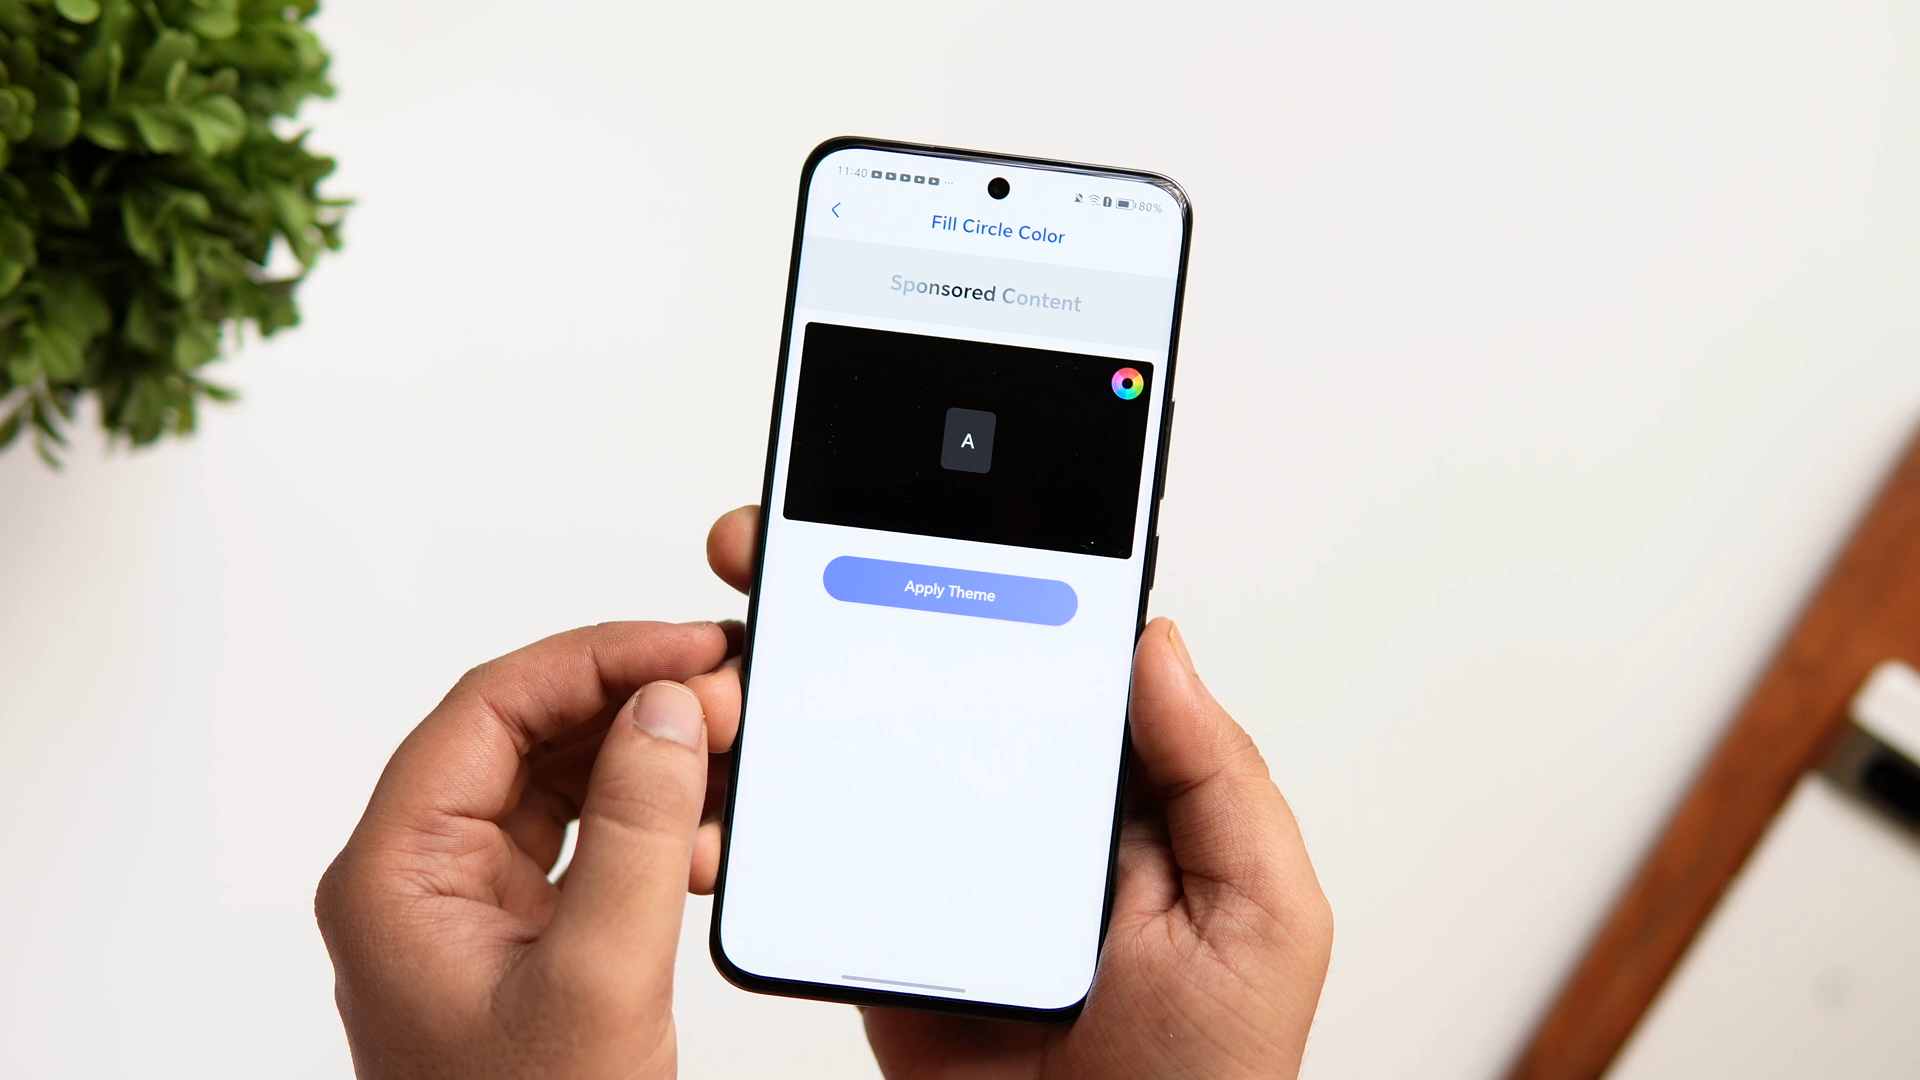 11:40 ... 80%
Fill Circle Color
Sponsored Content
A
Apply Theme